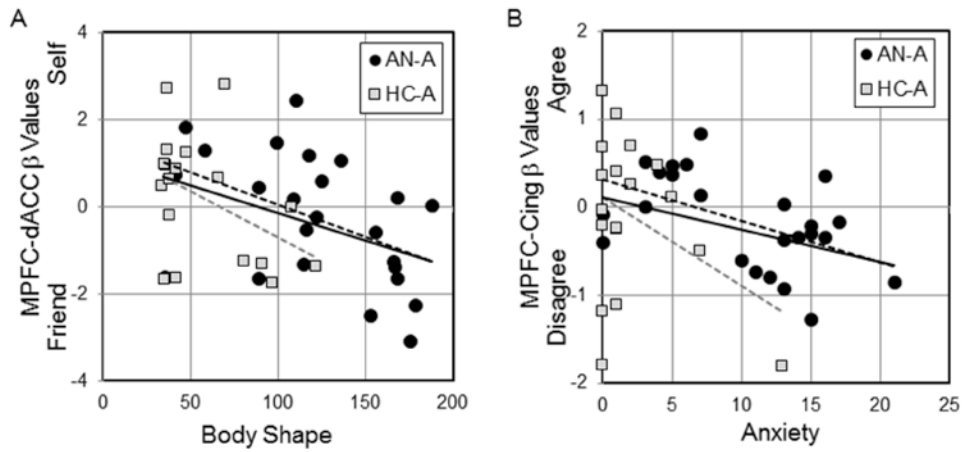 A
4
2
0
-2
-4
0
50
100
150
200
MPFC-dACC β Values
Friend
Self
Body Shape
AN-A
HC-A
B
2
1
0
-1
-2
0
5
10
15
20
25
MPFC-Cing β Values
Disagree
Agree
Anxiety
AN-A
HC-A